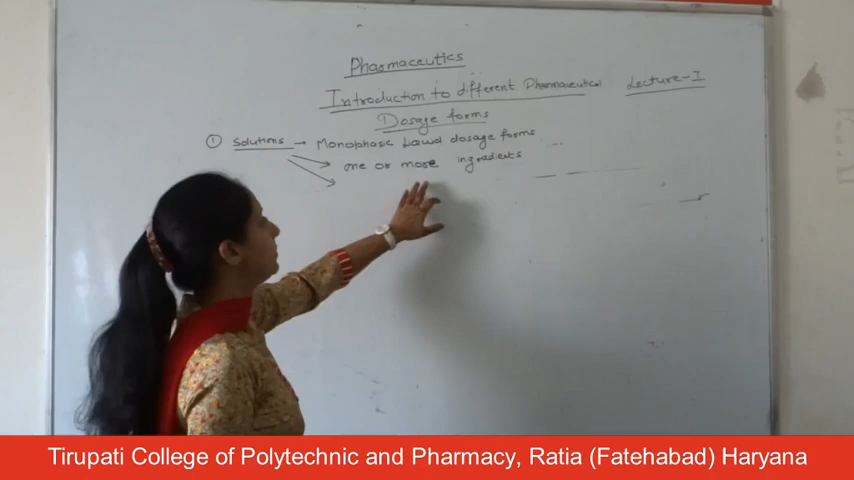 Pharmaceutics
Introduction to different Pharmaceutical Lecture-I
Dosage forms
① Solutions → Monophasic dosage forms
one or more ingredients
Tirupati College of Polytechnic and Pharmacy, Ratia (Fatehabad) Haryana